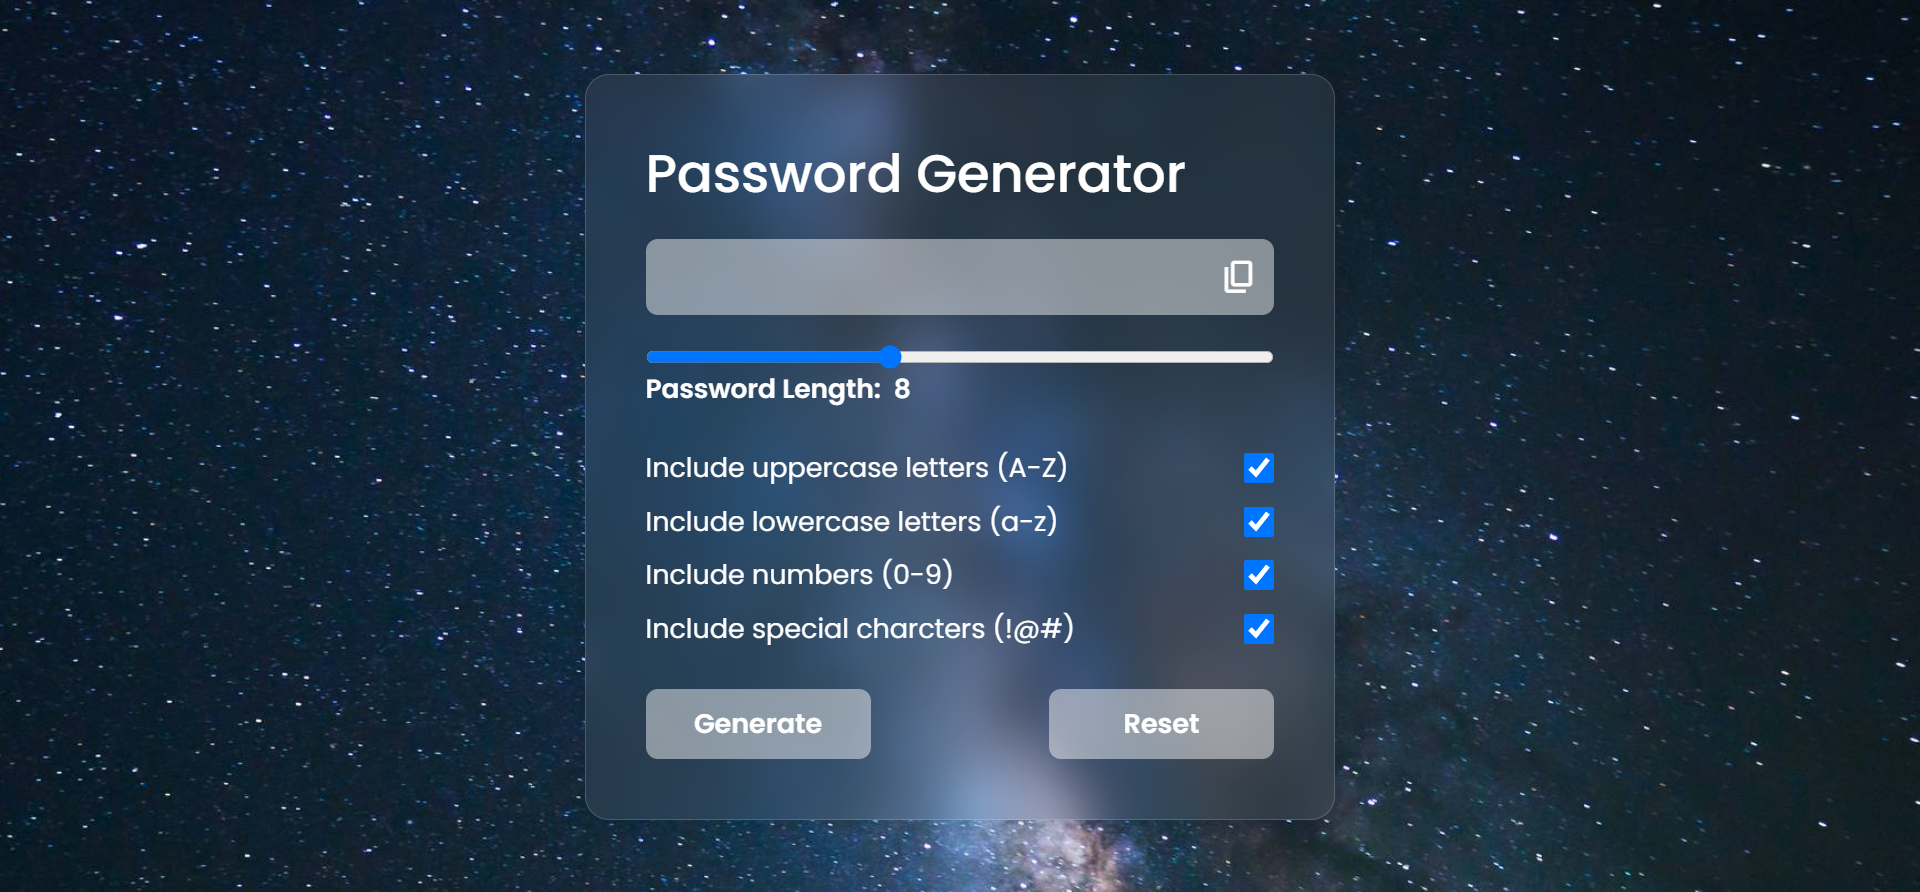 Password Generator
Password Length: 8
Include uppercase letters (A-Z)
Include lowercase letters (a-z)
Include numbers (0-9)
Include special charcters (!@#)
Generate
Reset